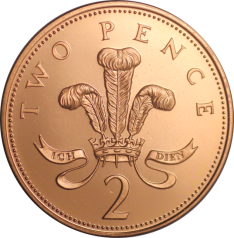 TWO PENCE
ICH DIEN
2